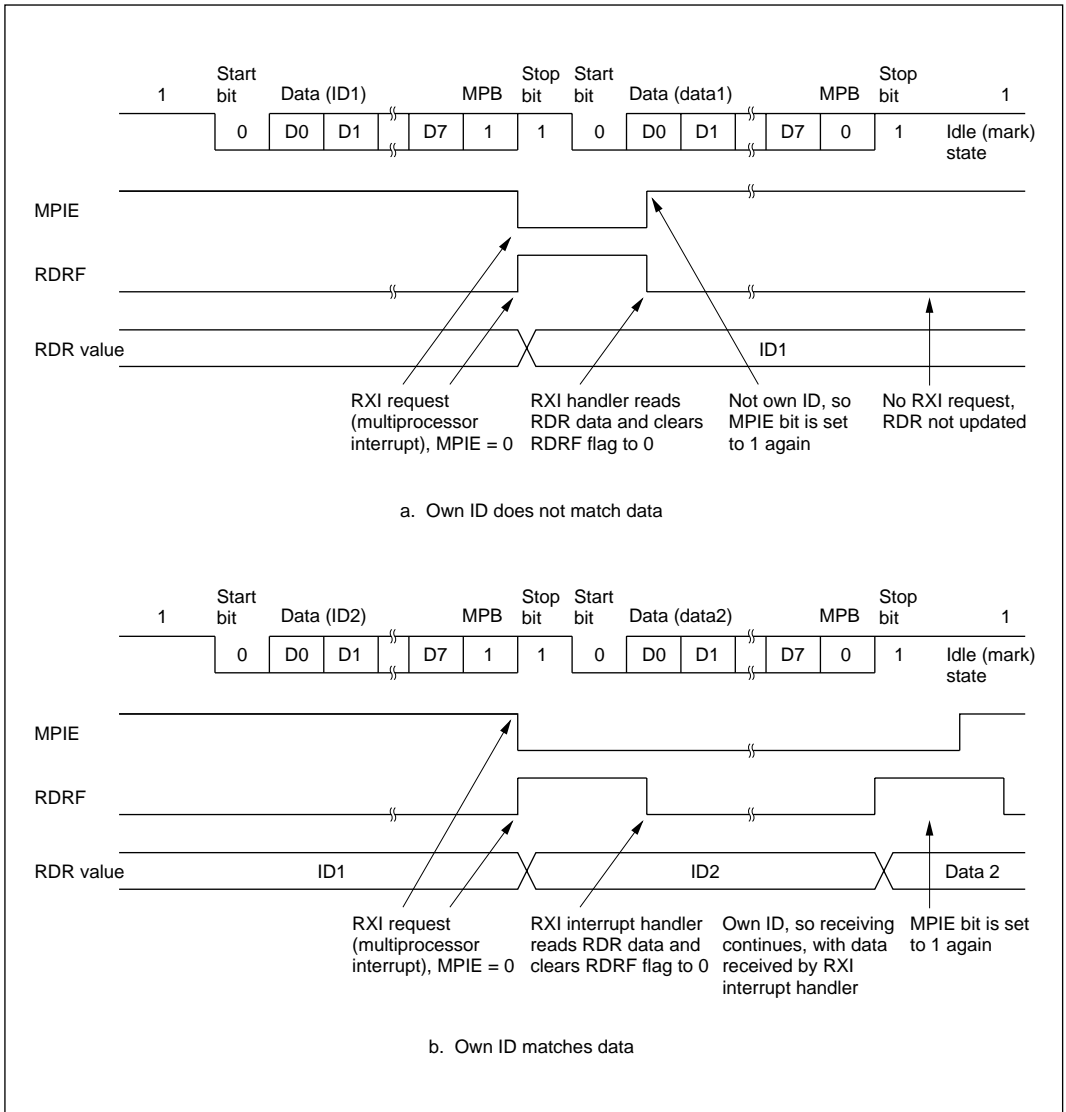 Start bit
Data (ID1)
MPB
Stop bit
Start bit
Data (data1)
MPB
Stop bit
1
1
0 D0 D1 D7 1 1 0 D0 D1 D7 0 1 Idle (mark) state
MPIE
RDRF
RDR value
ID1
RXI request
(multiprocessor
interrupt), MPIE = 0
RXI handler reads
RDR data and clears
RDRF flag to 0
Not own ID, so
MPIE bit is set
to 1 again
No RXI request,
RDR not updated
a. Own ID does not match data
Start bit
Data (ID2)
MPB
Stop bit
Start bit
Data (data2)
MPB
Stop bit
1
1
0 D0 D1 D7 1 1 0 D0 D1 D7 0 1 Idle (mark) state
MPIE
RDRF
RDR value
ID1
ID2
Data 2
RXI request
(multiprocessor
interrupt), MPIE = 0
RXI interrupt handler
reads RDR data and
clears RDRF flag to 0
Own ID, so receiving
continues, with data
received by RXI
interrupt handler
MPIE bit is set
to 1 again
b. Own ID matches data